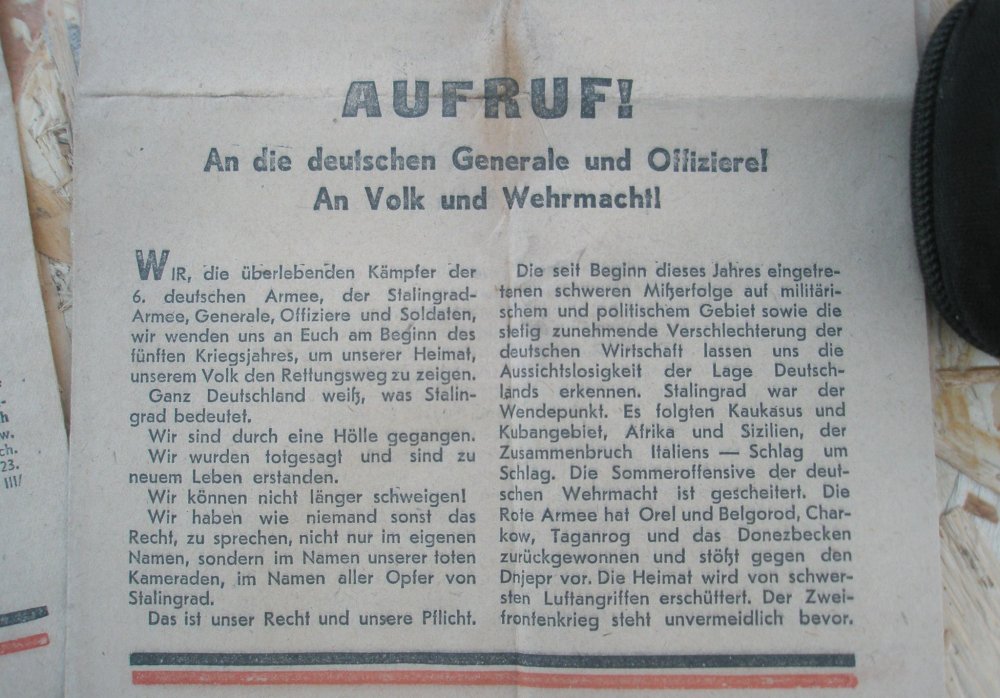 AUFRUF!
An die deutschen Generale und Offiziere!
An Volk und Wehrmacht!
WIR, die überlebenden Kämpfer der
6. deutschen Armee, der Stalingrad-
Armee, Generale, Offiziere und Soldaten,
wir wenden uns an Euch am Beginn des
fünften Kriegsjahres, um unserer Heimat,
unserem Volk den Rettungsweg zu zeigen.
Ganz Deutschland weiß, was Stalin-
grad bedeutet.
Wir sind durch eine Hölle gegangen.
Wir wurden totgesagt und sind zu
neuem Leben erstanden.
Wir können nicht länger schweigen!
Wir haben wie niemand sonst das
Recht, zu sprechen, nicht nur im eigenen
Namen, sondern im Namen unserer toten
Kameraden, im Namen aller Opfer von
Stalingrad.
Das ist unser Recht und unsere Pflicht.
Die seit Beginn dieses Jahres eingetre-
tenen schweren Mißerfolge auf militäri-
schem und politischem Gebiet sowie die
stetig zunehmende Verschlechterung der
deutschen Wirtschaft lassen uns die
Aussichtslosigkeit der Lage Deutsch-
lands erkennen. Stalingrad war der
Wendepunkt. Es folgten Kaukasus und
Kubangebiet, Afrika und Sizilien, der
Zusammenbruch Italiens — Schlag um
Schlag. Die Sommeroffensive der deut-
schen Wehrmacht ist gescheitert. Die
Rote Armee hat Orel und Belgorod, Char-
kow, Taganrog und das Donezbecken
zurückgewonnen und stößt gegen den
Dnjepr vor. Die Heimat wird von schwer-
sten Luftangriffen erschüttert. Der Zwei-
frontenkrieg steht unvermeidlich bevor.
h
w.
ch.
23.
III/